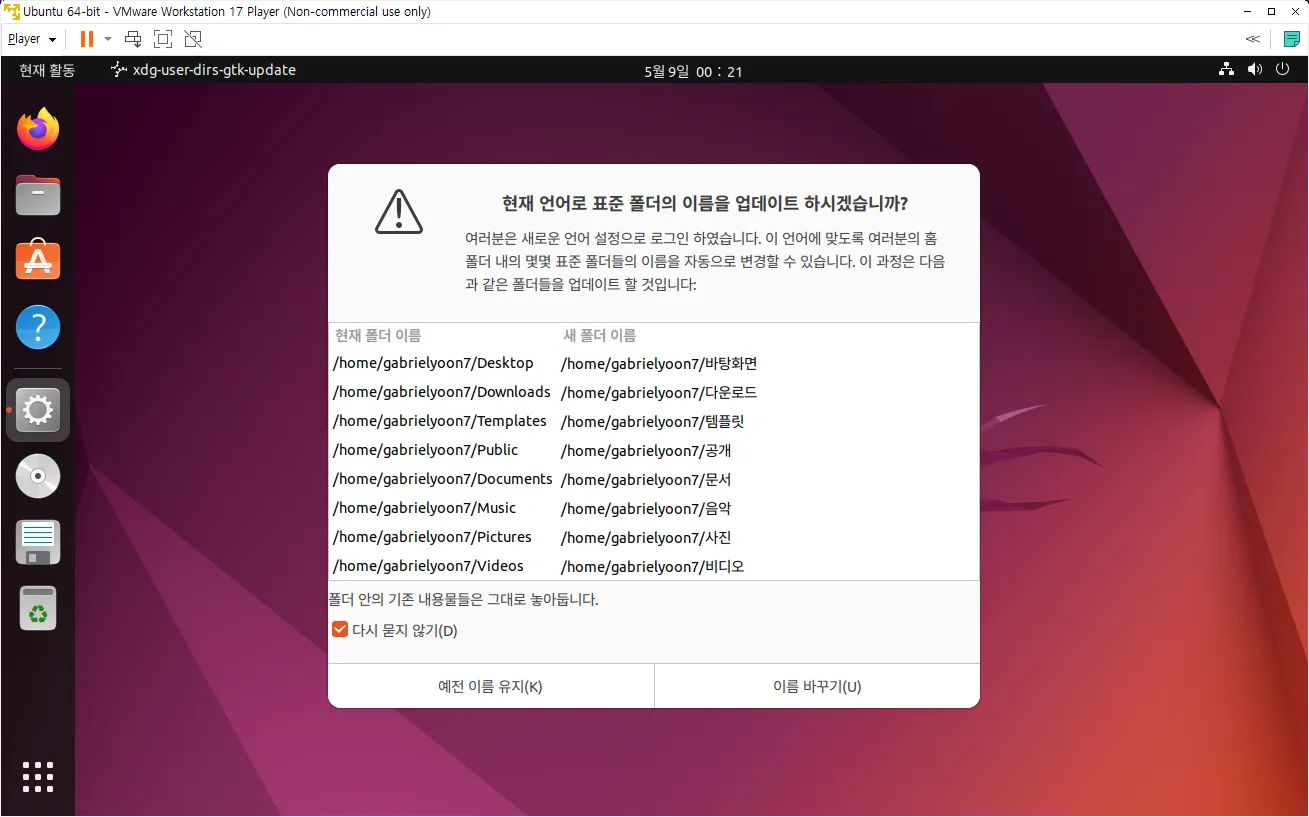 Ubuntu 64-bit - VMware Workstation 17 Player (Non-commercial use only)
Player
현재 활동 xdg-user-dirs-gtk-update 5월 9일 00 : 21
현재 언어로 표준 폴더의 이름을 업데이트 하시겠습니까?
여러분은 새로운 언어 설정으로 로그인 하였습니다. 이 언어에 맞도록 여러분의 홈
폴더 내의 몇몇 표준 폴더들의 이름을 자동으로 변경할 수 있습니다. 이 과정은 다음
과 같은 폴더들을 업데이트 할 것입니다:
현재 폴더 이름 새 폴더 이름
/home/gabrielyoon7/Desktop /home/gabrielyoon7/바탕화면
/home/gabrielyoon7/Downloads /home/gabrielyoon7/다운로드
/home/gabrielyoon7/Templates /home/gabrielyoon7/템플릿
/home/gabrielyoon7/Public /home/gabrielyoon7/공개
/home/gabrielyoon7/Documents /home/gabrielyoon7/문서
/home/gabrielyoon7/Music /home/gabrielyoon7/음악
/home/gabrielyoon7/Pictures /home/gabrielyoon7/사진
/home/gabrielyoon7/Videos /home/gabrielyoon7/비디오
폴더 안의 기존 내용물들은 그대로 놓아둡니다.
다시 묻지 않기(D)
예전 이름 유지(K) 이름 바꾸기(U)